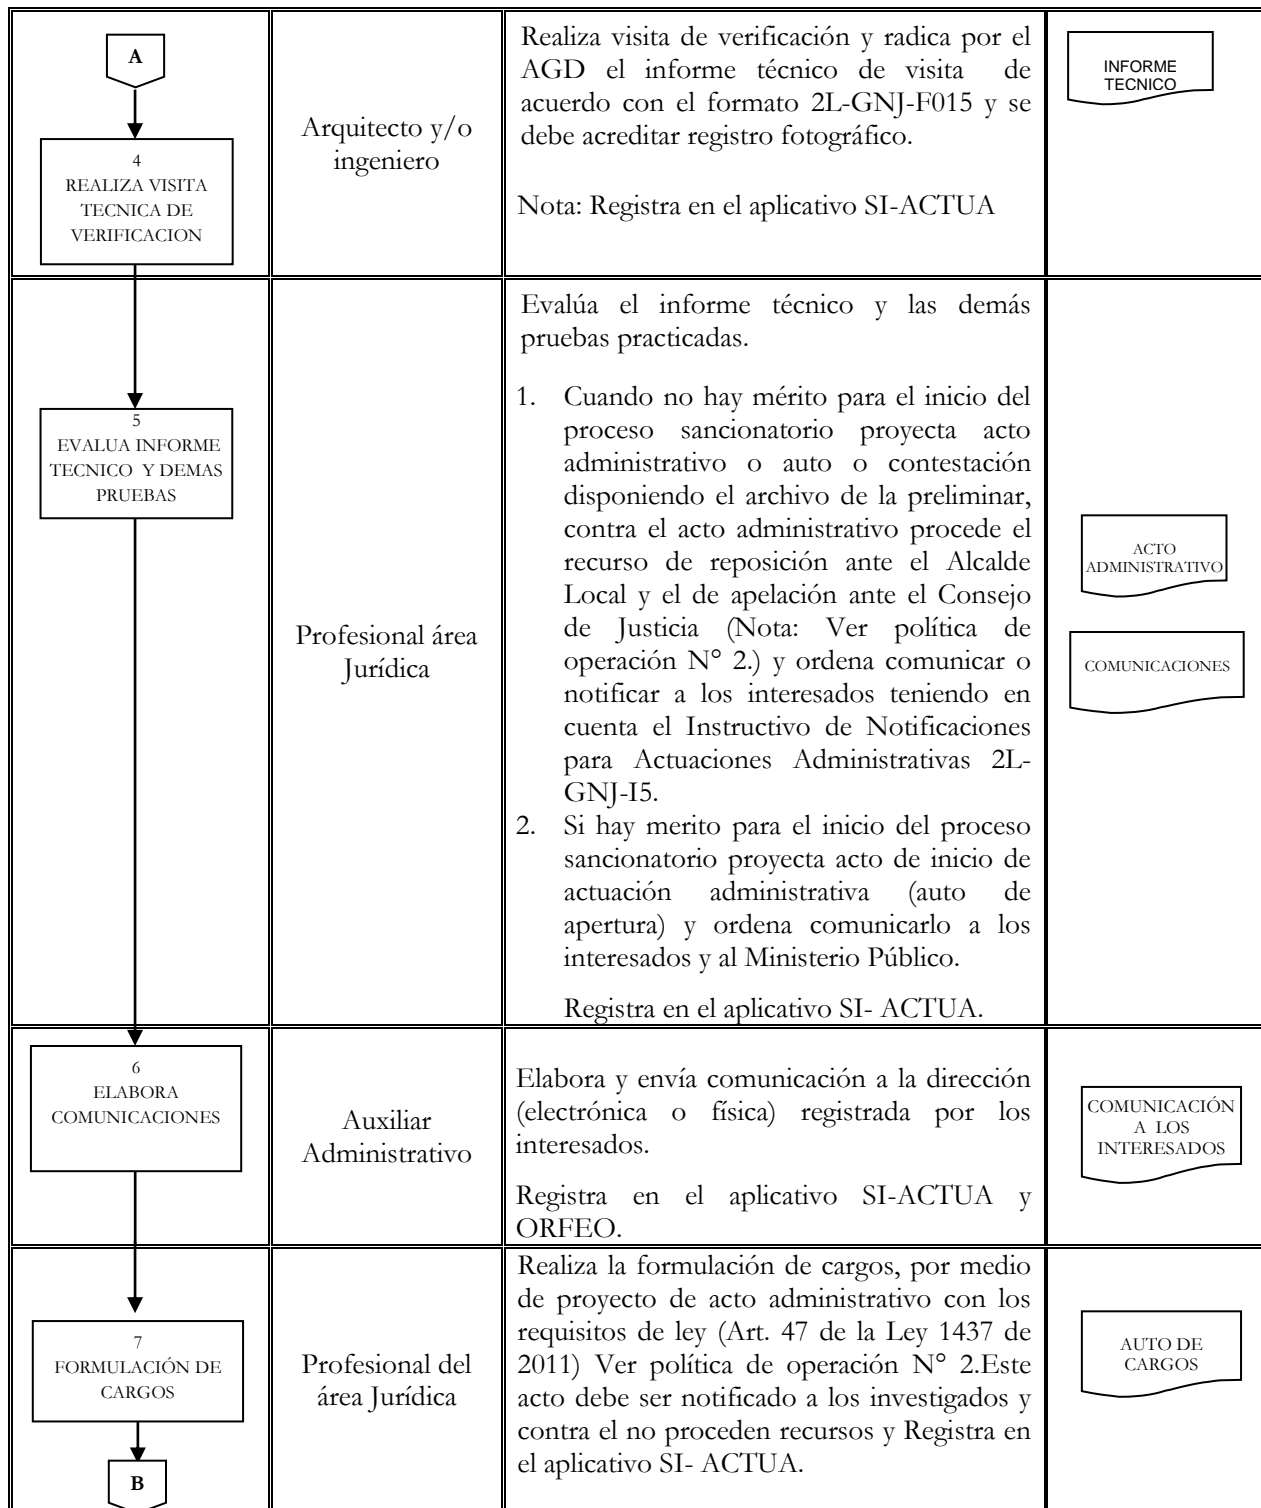 A
4
REALIZA VISITA
TECNICA DE
VERIFICACION
Arquitecto y/o
ingeniero
Realiza visita de verificación y radica por el
AGD el informe técnico de visita de
acuerdo con el formato 2L-GNJ-F015 y se
debe acreditar registro fotográfico.
Nota: Registra en el aplicativo SI-ACTUA
INFORME
TECNICO
5
EVALUA INFORME
TECNICO Y DEMAS
PRUEBAS
Profesional área
Jurídica
Evalúa el informe técnico y las demás
pruebas practicadas.
1. Cuando no hay mérito para el inicio del
proceso sancionatorio proyecta acto
administrativo o auto o contestación
disponiendo el archivo de la preliminar,
contra el acto administrativo procede el
recurso de reposición ante el Alcalde
Local y el de apelación ante el Consejo
de Justicia (Nota: Ver política de
operación N° 2.) y ordena comunicar o
notificar a los interesados teniendo en
cuenta el Instructivo de Notificaciones
para Actuaciones Administrativas 2L-
GNJ-I5.
2. Si hay merito para el inicio del proceso
sancionatorio proyecta acto de inicio de
actuación administrativa (auto de
apertura) y ordena comunicarlo a los
interesados y al Ministerio Público.
Registra en el aplicativo SI- ACTUA.
ACTO
ADMINISTRATIVO
COMUNICACIONES
6
ELABORA
COMUNICACIONES
Auxiliar
Administrativo
Elabora y envía comunicación a la dirección
(electrónica o física) registrada por los
interesados.
Registra en el aplicativo SI-ACTUA y
ORFEO.
COMUNICACIÓN
A LOS
INTERESADOS
7
FORMULACIÓN DE
CARGOS
B
Profesional del
área Jurídica
Realiza la formulación de cargos, por medio
de proyecto de acto administrativo con los
requisitos de ley (Art. 47 de la Ley 1437 de
2011) Ver política de operación N° 2.Este
acto debe ser notificado a los investigados y
contra el no proceden recursos y Registra en
el aplicativo SI- ACTUA.
AUTO DE
CARGOS